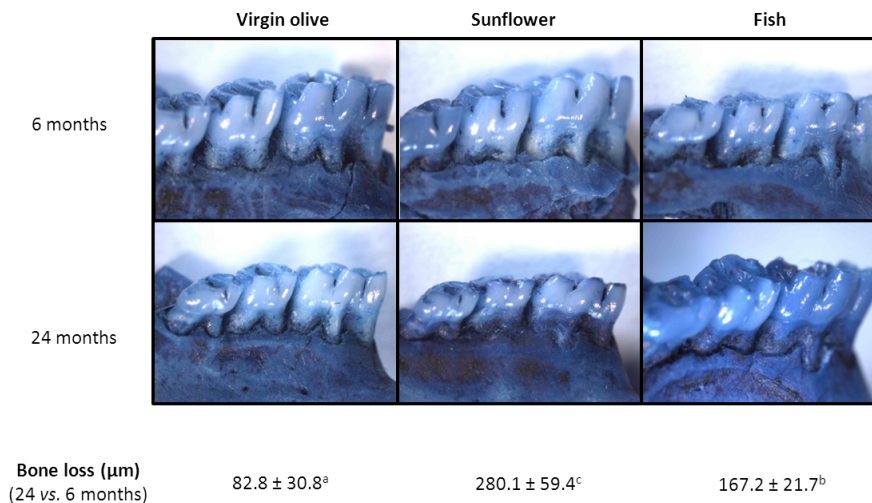 Virgin olive Sunflower Fish
6 months
24 months
Bone loss (µm)
(24 vs. 6 months)
82.8 ± 30.8ᵃ 280.1 ± 59.4ᶜ 167.2 ± 21.7ᵇ